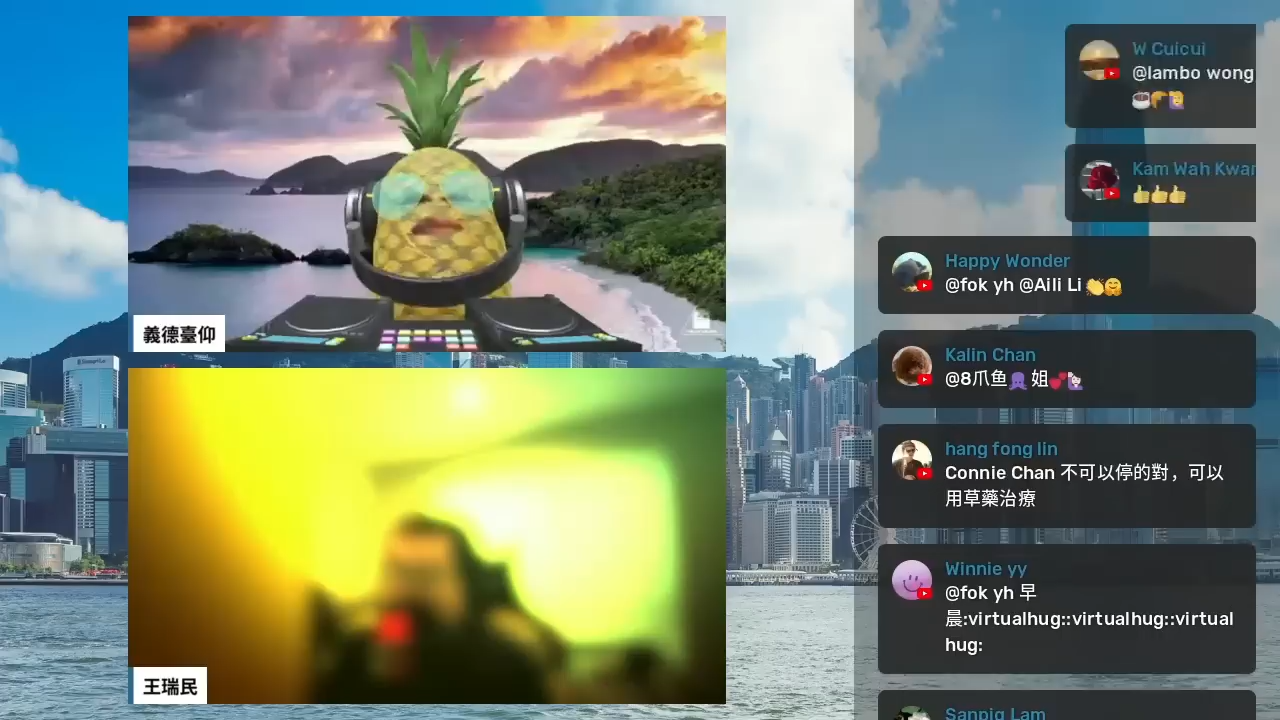 義德臺仰
王瑞民
W Cuicui
@lambo wong
Kam Wah Kwan
Happy Wonder
@fok yh @Aili Li
Kalin Chan
@8爪鱼 姐
hang fong lin
Connie Chan 不可以停的對，可以
用草藥治療
Winnie yy
@fok yh 早
晨:virtualhug::virtualhug::virtual
hug:
Sanpig Lam